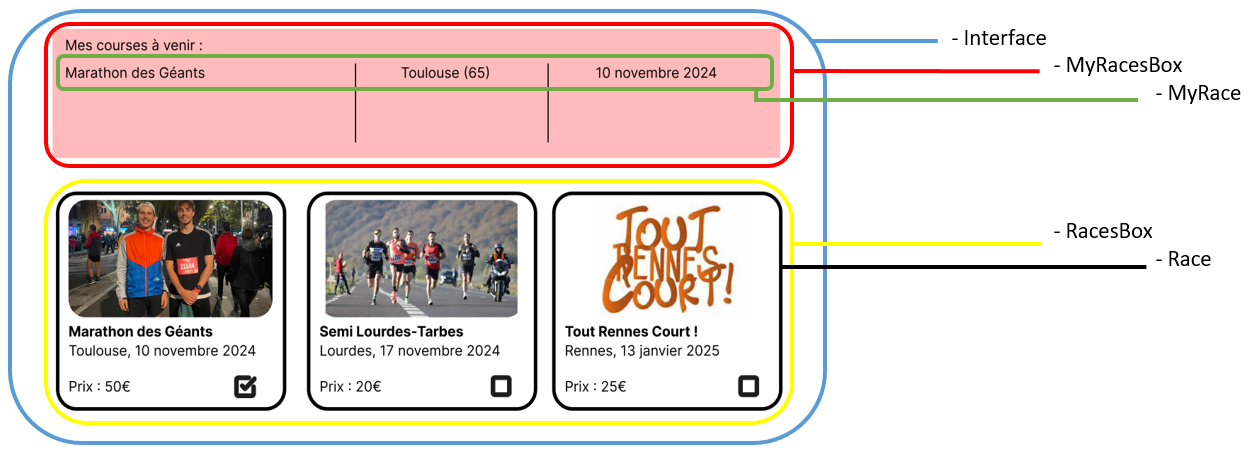 Mes courses à venir :
Marathon des Géants
Toulouse (65)
10 novembre 2024
- Interface
- MyRacesBox
- MyRace
21144
TOUT
RENNES
COURT!
Marathon des Géants
Toulouse, 10 novembre 2024
Prix : 50€
Semi Lourdes-Tarbes
Lourdes, 17 novembre 2024
Prix : 20€
Tout Rennes Court !
Rennes, 13 janvier 2025
Prix : 25€
- RacesBox
- Race